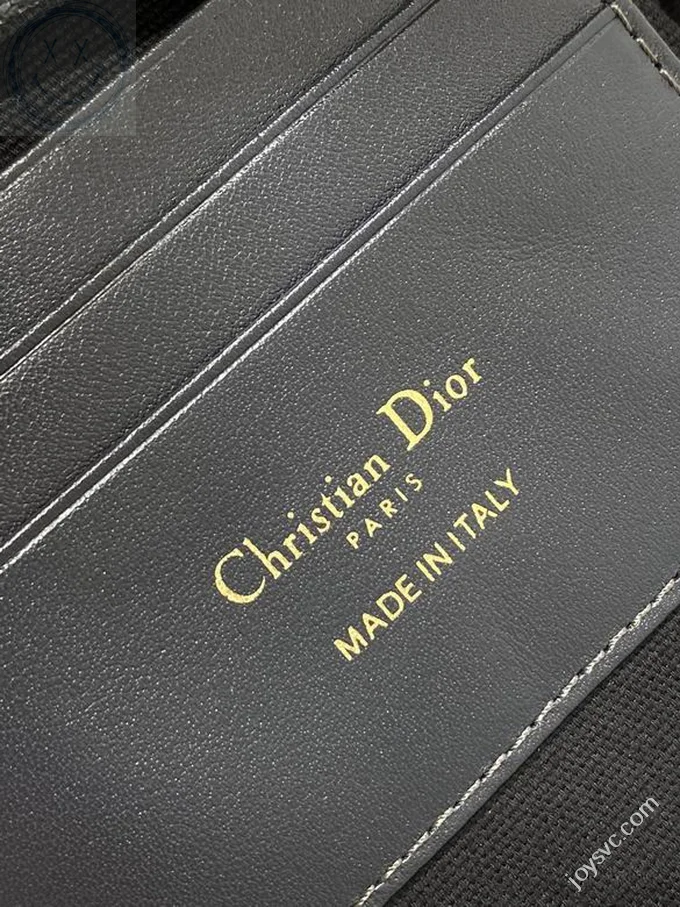 Christian Dior
PARIS
MADE IN ITALY
joysvc.com